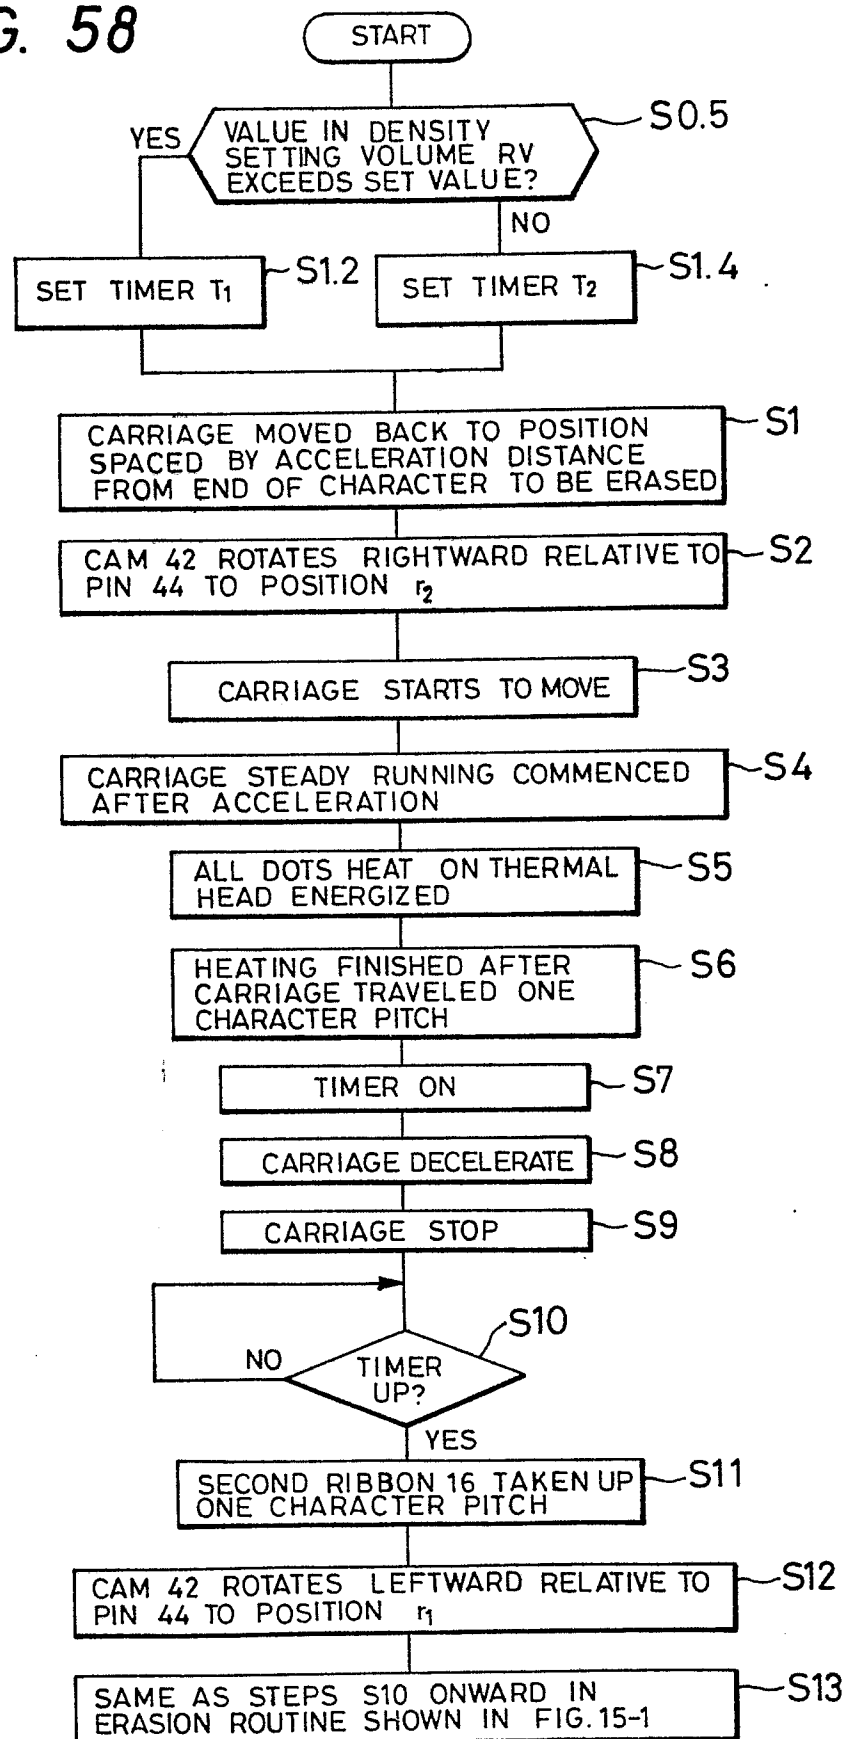 G. 58
START
VALUE IN DENSITY
SETTING VOLUME RV
EXCEEDS SET VALUE?
S0.5
YES
NO
SET TIMER T1
S1.2
SET TIMER T2
S1.4
CARRIAGE MOVED BACK TO POSITION
SPACED BY ACCELERATION DISTANCE
FROM END OF CHARACTER TO BE ERASED
S1
CAM 42 ROTATES RIGHTWARD RELATIVE TO
PIN 44 TO POSITION r2
S2
CARRIAGE STARTS TO MOVE
S3
CARRIAGE STEADY RUNNING COMMENCED
AFTER ACCELERATION
S4
ALL DOTS HEAT ON THERMAL
HEAD ENERGIZED
S5
HEATING FINISHED AFTER
CARRIAGE TRAVELED ONE
CHARACTER PITCH
S6
TIMER ON
S7
CARRIAGE DECELERATE
S8
CARRIAGE STOP
S9
S10
NO
TIMER
UP?
YES
SECOND RIBBON 16 TAKEN UP
ONE CHARACTER PITCH
S11
CAM 42 ROTATES LEFTWARD RELATIVE TO
PIN 44 TO POSITION r1
S12
SAME AS STEPS S10 ONWARD IN
ERASION ROUTINE SHOWN IN FIG.15-1
S13